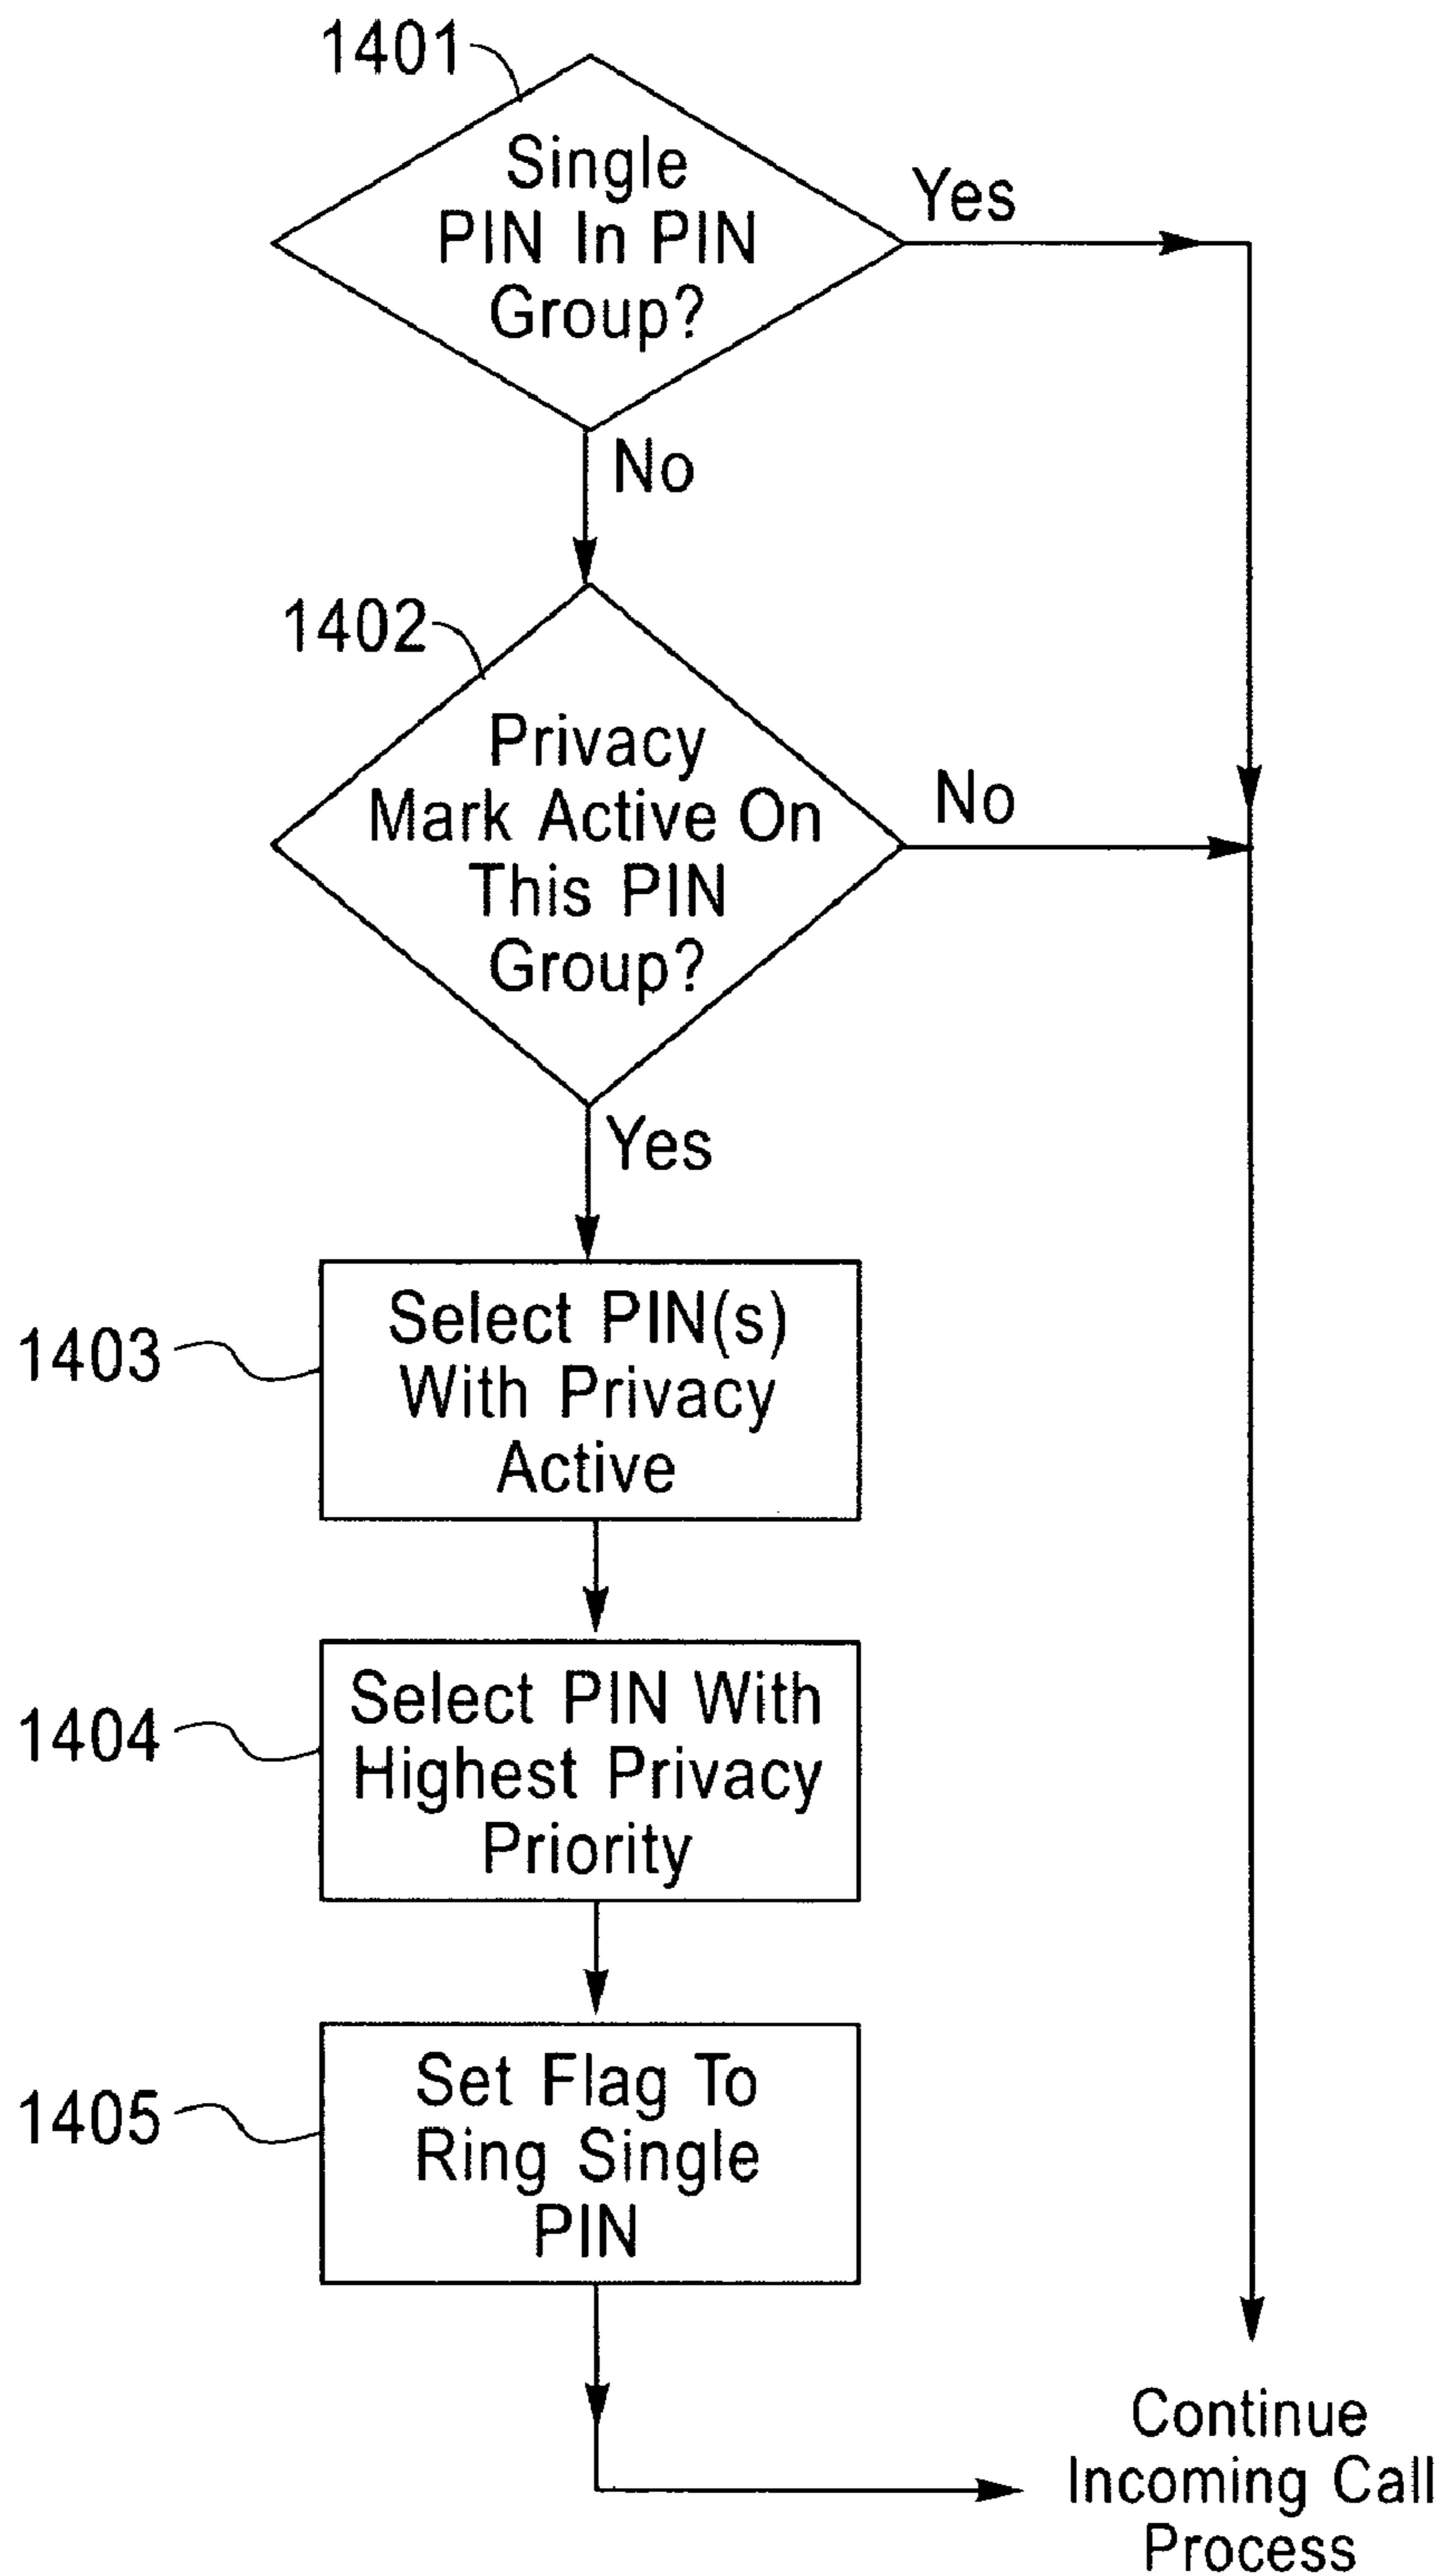 1401
Single
PIN In PIN
Group?
Yes
No
1402
Privacy
Mark Active On
This PIN
Group?
No
Yes
1403
Select PIN(s)
With Privacy
Active
1404
Select PIN With
Highest Privacy
Priority
1405
Set Flag To
Ring Single
PIN
Continue
Incoming Call
Process